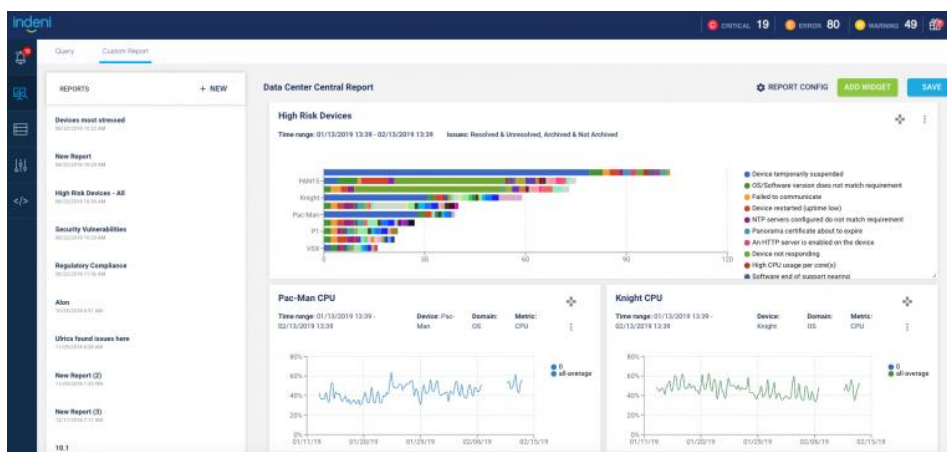 indeni
CRITICAL 19 ERROR 80 WARNING 49
Query Custom Report
REPORTS + NEW
Devices most stressed
New Report
High Risk Devices - All
Security Vulnerabilities
Regulatory Compliance
Alon
Ulrica found issues here
New Report (2)
New Report (3)
10.1
Data Center Central Report REPORT CONFIG ADD WIDGET SAVE
High Risk Devices
Time range: 01/13/2019 13:39 - 02/13/2019 13:39 Issues: Resolved & Unresolved, Archived & Not Archived
PAN15
Knight
Pac-Man
P1
VSX
0 30 60 90 120
Device temporarily suspended
OS/Software version does not match requirement
Failed to communicate
Device restarted (uptime low)
NTP servers configured do not match requirement
Panorama certificate about to expire
An HTTP server is enabled on the device
Device not responding
High CPU usage per core(s)
Software end of support nearing
Pac-Man CPU
Time range: 01/13/2019 13:39 - 02/13/2019 13:39
Device: Pac-Man
Domain: OS
Metric: CPU
80%
60%
40%
20%
0%
01/11/19 01/20/19 01/28/19 02/06/19 02/15/19
0
all-average
Knight CPU
Time range: 01/13/2019 13:39 - 02/13/2019 13:39
Device: Knight
Domain: OS
Metric: CPU
80%
60%
40%
20%
0%
01/11/19 01/20/19 01/28/19 02/06/19 02/15/19
0
all-average